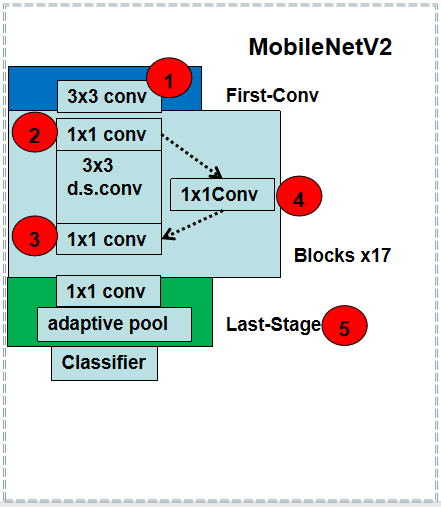 MobileNetV2
1
3x3 conv
First-Conv
2
1x1 conv
3x3
d.s.conv
1x1Conv
4
3
1x1 conv
Blocks x17
1x1 conv
adaptive pool
Last-Stage
5
Classifier